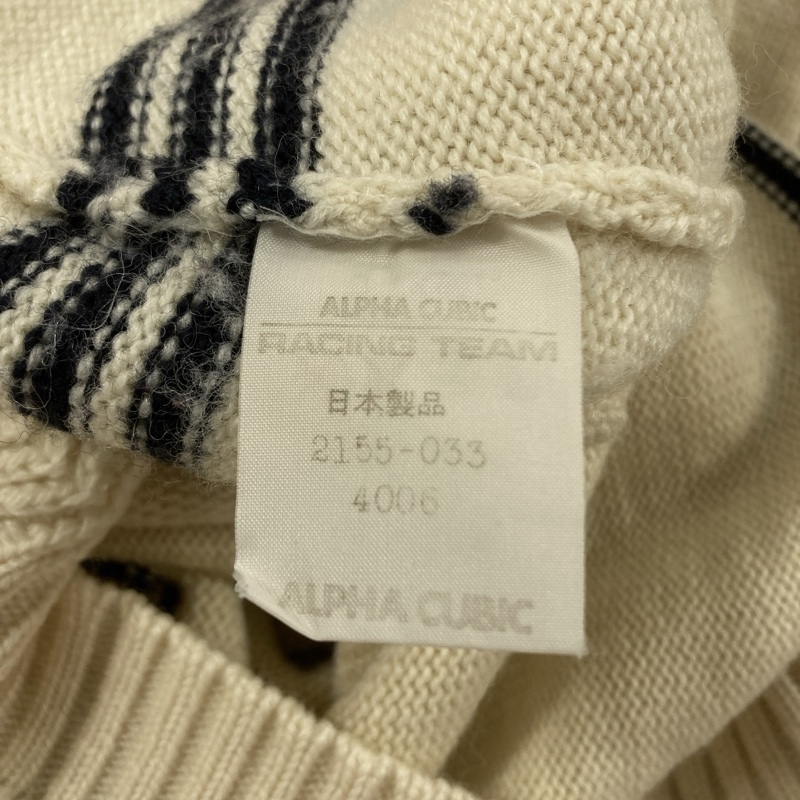 ALPHA CUBIC
RACING TEAM
日本製品
2155-033
4006
ALPHA CUBIC